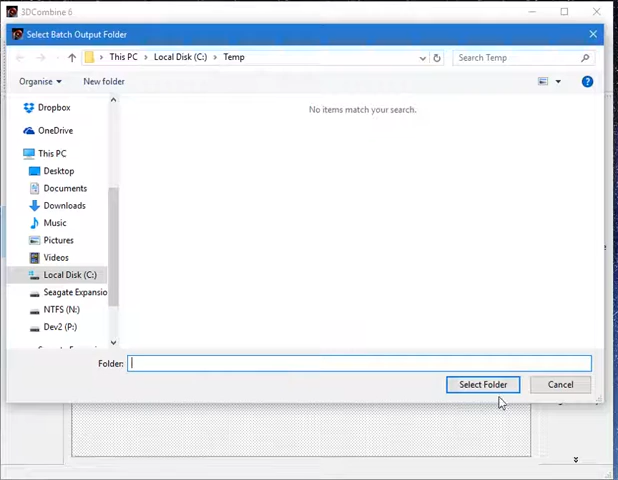 3DCombine 6
Select Batch Output Folder
This PC
Local Disk (C:)
Temp
Search Temp
Organise
New folder
Dropbox
No items match your search.
OneDrive
This PC
Desktop
Documents
Downloads
Music
Pictures
Videos
Local Disk (C:)
Seagate Expansio
NTFS (N:)
Dev2 (P:)
Folder:
Select Folder
Cancel